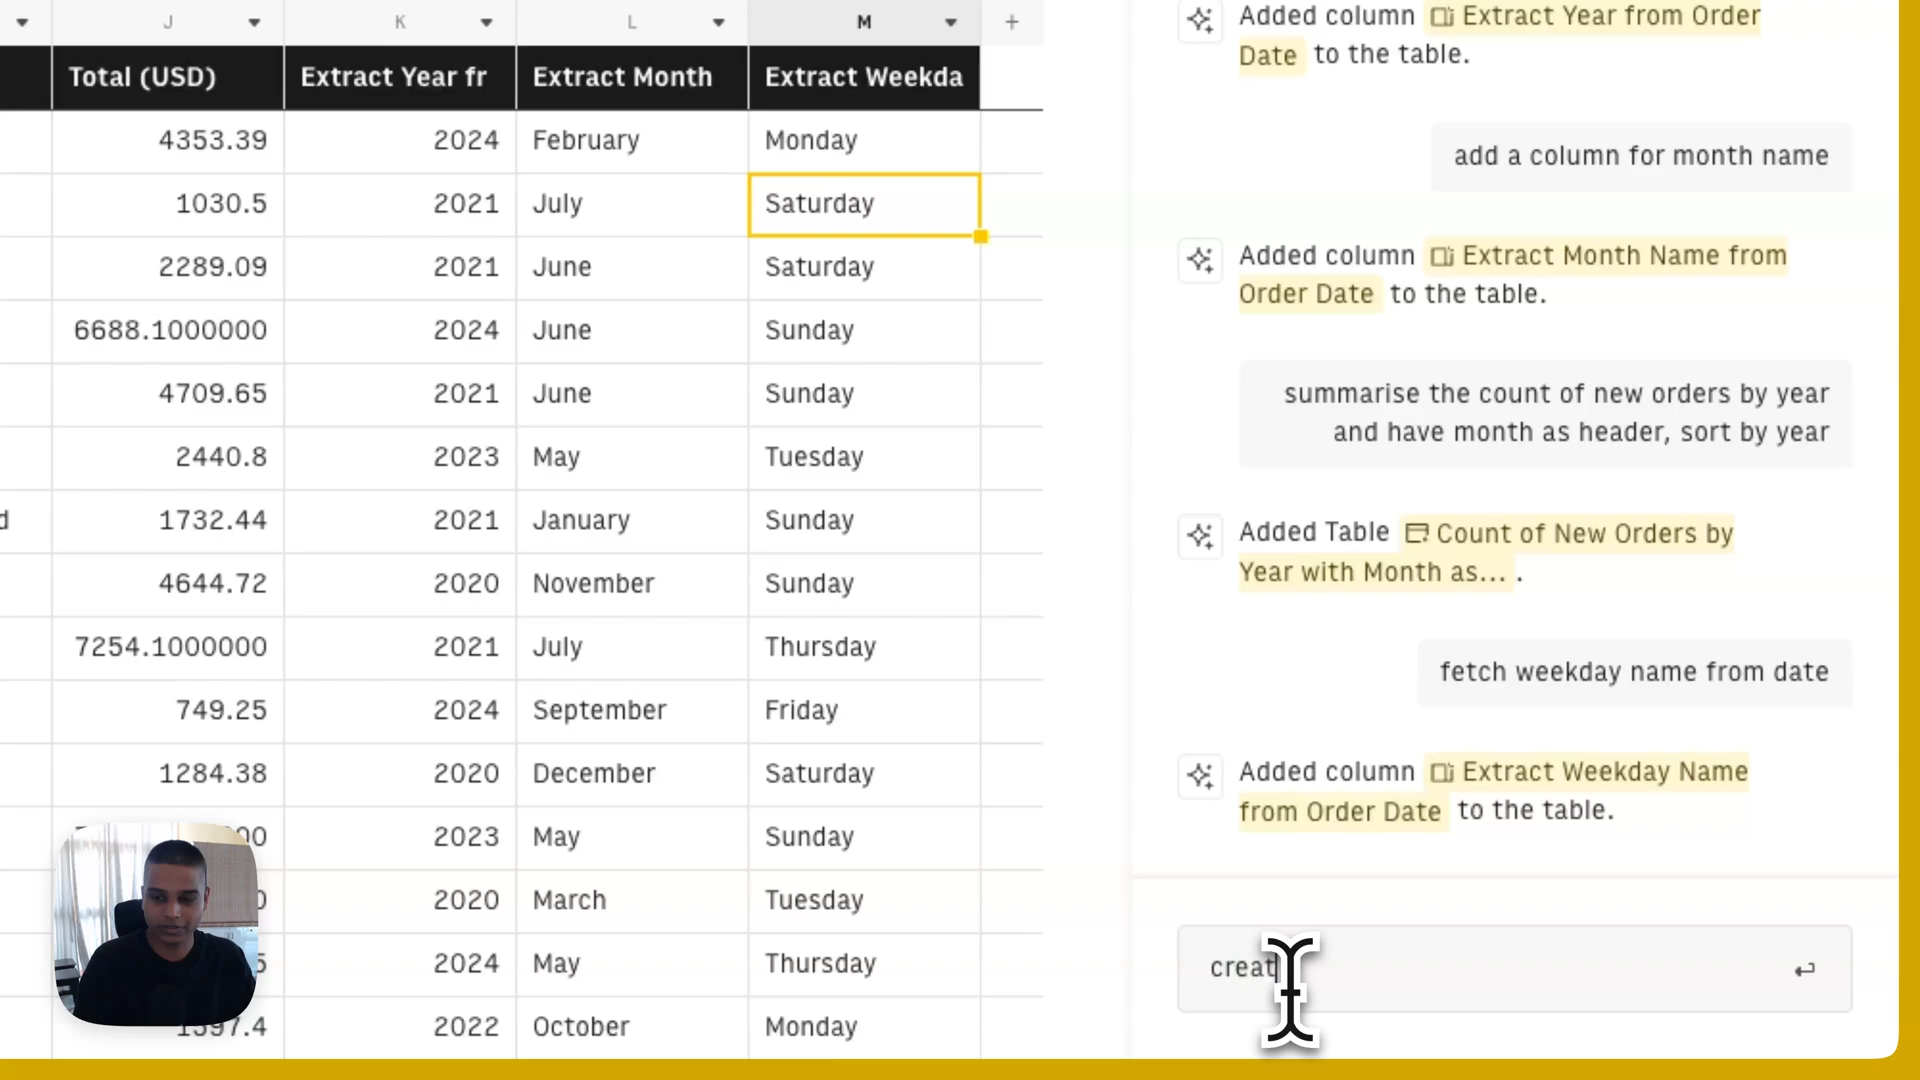 J K L M +
Total (USD) Extract Year fr Extract Month Extract Weekda
4353.39 2024 February Monday
1030.5 2021 July Saturday
2289.09 2021 June Saturday
6688.1000000 2024 June Sunday
4709.65 2021 June Sunday
2440.8 2023 May Tuesday
d 1732.44 2021 January Sunday
4644.72 2020 November Sunday
7254.1000000 2021 July Thursday
749.25 2024 September Friday
1284.38 2020 December Saturday
00 2023 May Sunday
0 2020 March Tuesday
5 2024 May Thursday
1597.4 2022 October Monday
Added column Extract Year from Order
Date to the table.
add a column for month name
Added column Extract Month Name from
Order Date to the table.
summarise the count of new orders by year
and have month as header, sort by year
Added Table Count of New Orders by
Year with Month as... .
fetch weekday name from date
Added column Extract Weekday Name
from Order Date to the table.
creat